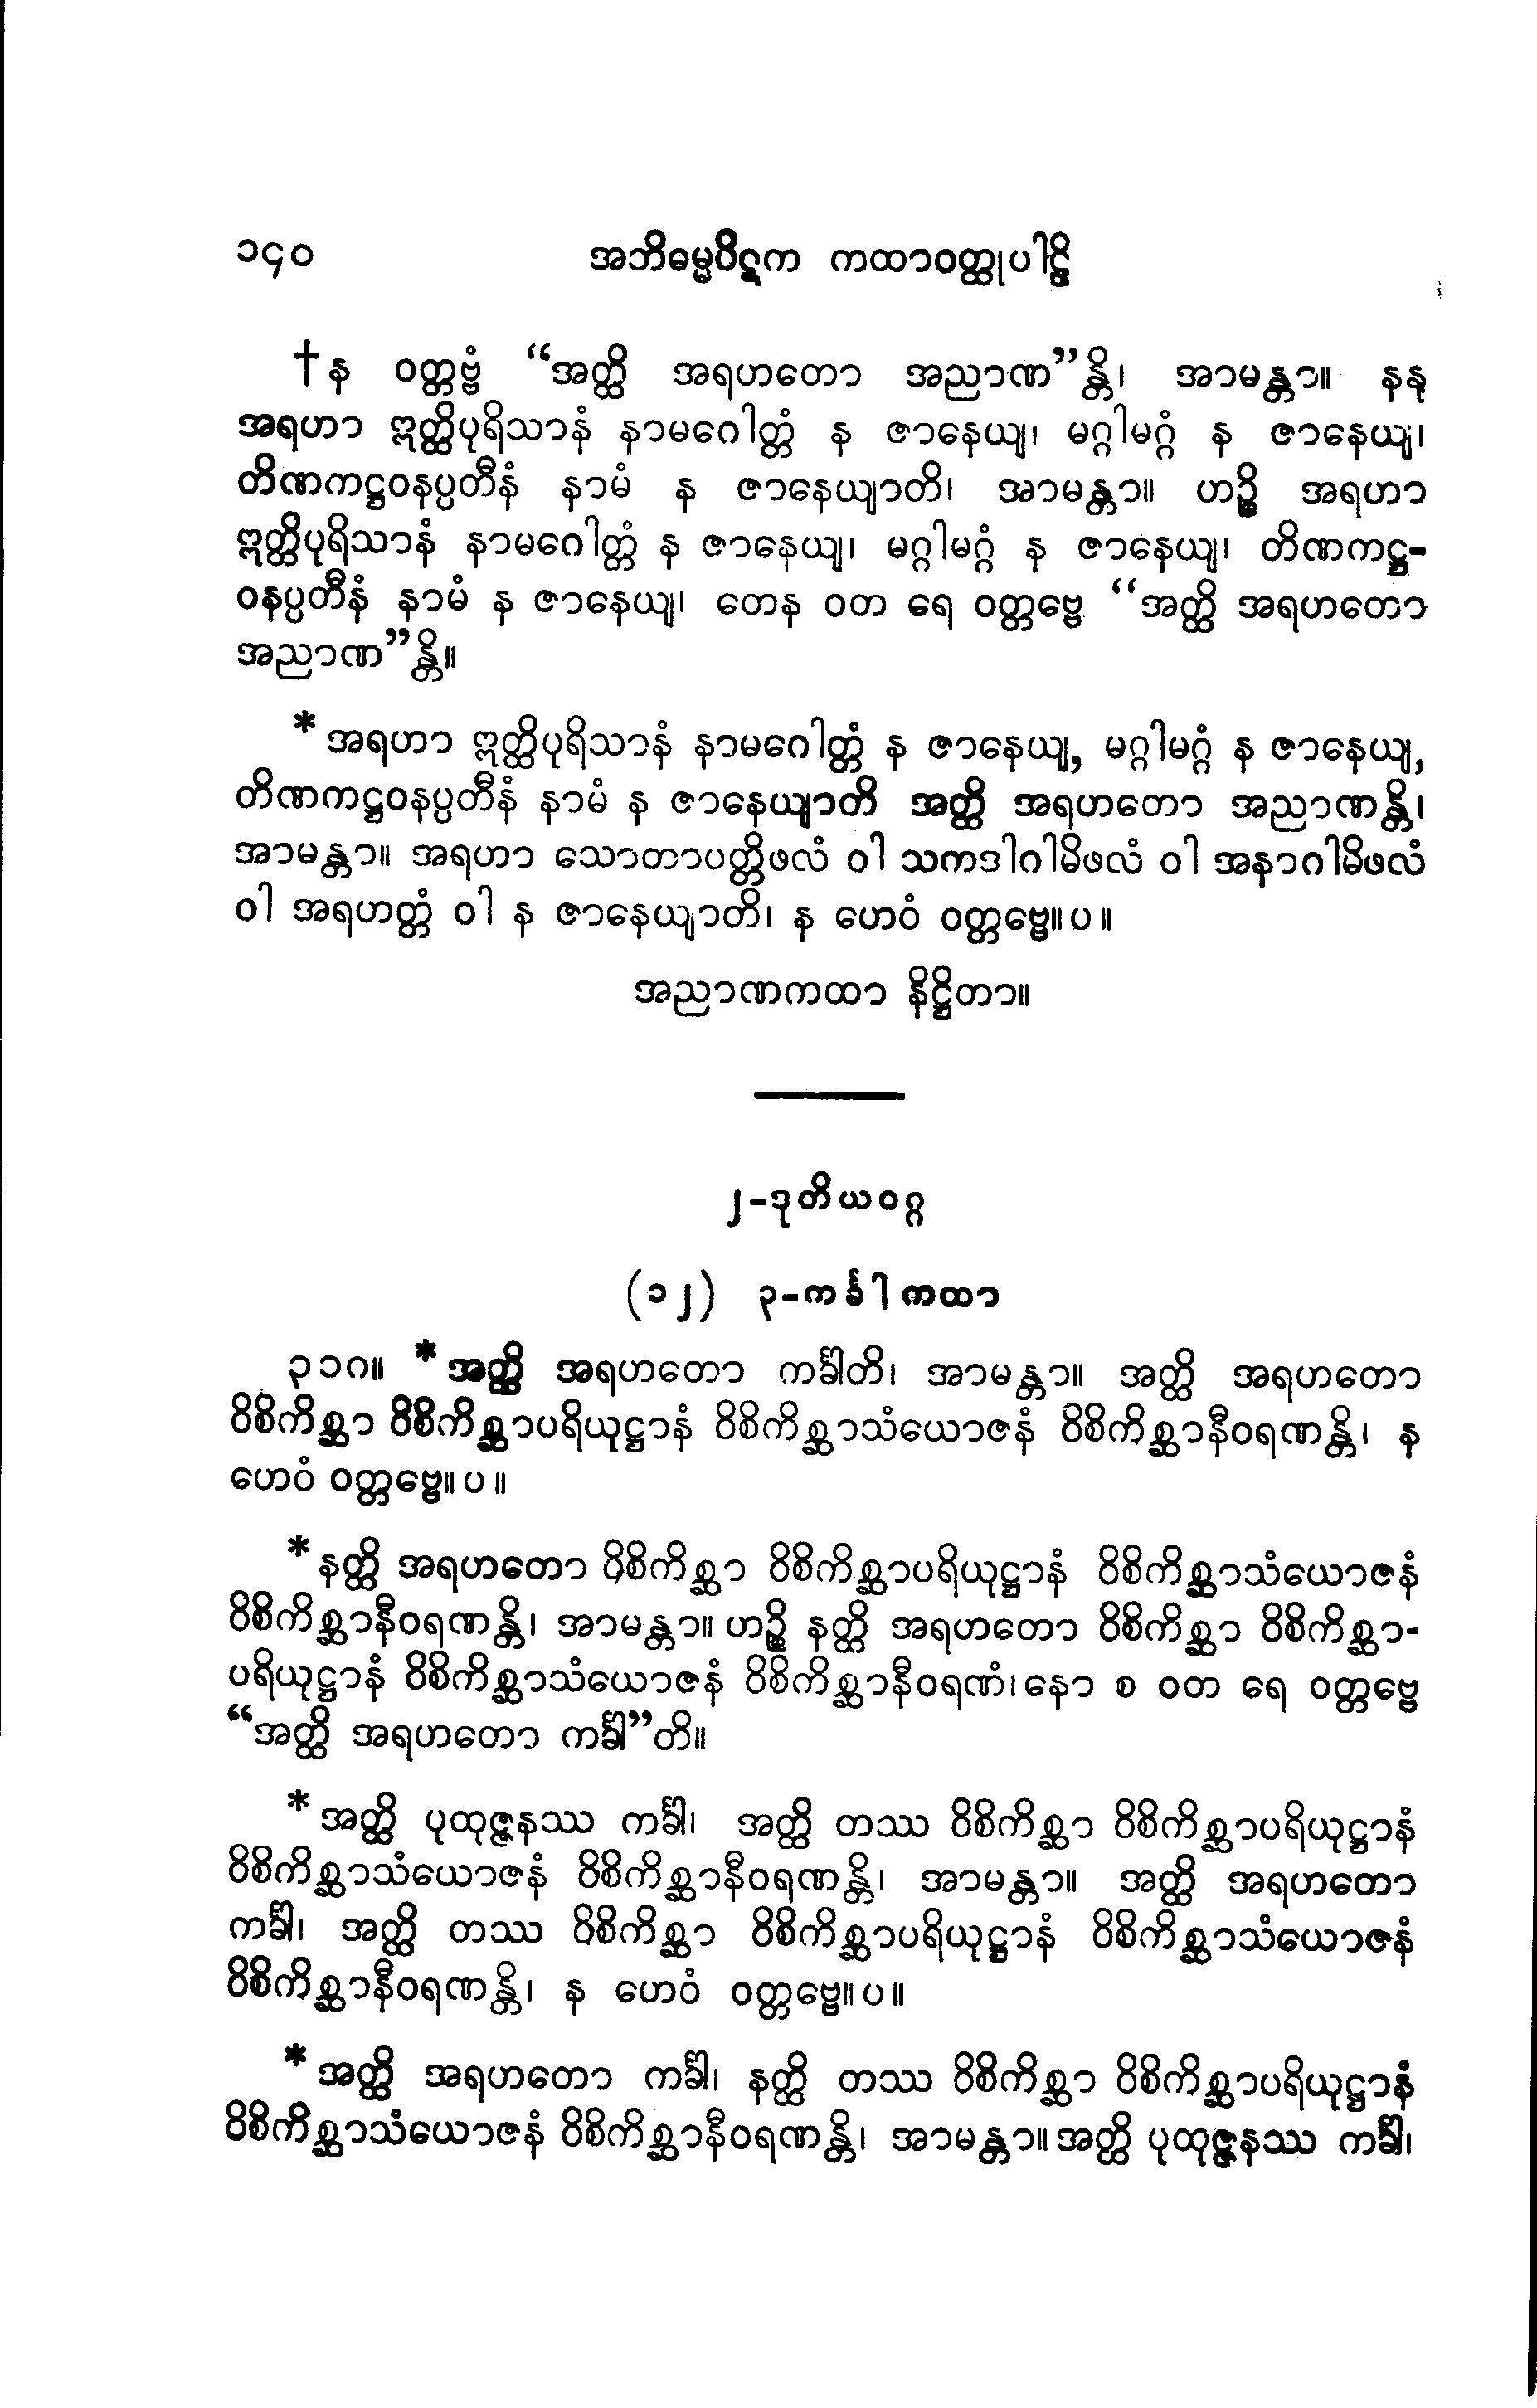 ၁၄၀ အဘိဓမ္မပိဋက ကထာဝတ္ထုပါဠိ
†န ဝတ္တဗ္ဗံ “အတ္ထိ အရဟတော အညာဏ”န္တိ၊ အာမန္တာ။ နနု
အရဟာ ဣတ္ထိပုရိသာနံ နာမဂေါတ္တံ န ဇာနေယျ၊ မဂ္ဂါမဂ္ဂံ န ဇာနေယျ၊
တိဏကဋ္ဌဝနပ္ပတီနံ နာမံ န ဇာနေယျာတိ၊ အာမန္တာ။ ဟဉ္စိ အရဟာ
ဣတ္ထိပုရိသာနံ နာမဂေါတ္တံ န ဇာနေယျ၊ မဂ္ဂါမဂ္ဂံ န ဇာနေယျ၊ တိဏကဋ္ဌ-
ဝနပ္ပတီနံ နာမံ န ဇာနေယျ၊ တေန ဝတ ရေ ဝတ္တဗ္ဗေ “အတ္ထိ အရဟတော
အညာဏ”န္တိ။
*အရဟာ ဣတ္ထိပုရိသာနံ နာမဂေါတ္တံ န ဇာနေယျ, မဂ္ဂါမဂ္ဂံ န ဇာနေယျ,
တိဏကဋ္ဌဝနပ္ပတီနံ နာမံ န ဇာနေယျာတိ အတ္ထိ အရဟတော အညာဏန္တိ၊
အာမန္တာ။ အရဟာ သောတာပတ္တိဖလံ ဝါ သကဒါဂါမိဖလံ ဝါ အနာဂါမိဖလံ
ဝါ အရဟတ္တံ ဝါ န ဇာနေယျာတိ၊ န ဟေဝံ ဝတ္တဗ္ဗေ။ပ။
အညာဏကထာ နိဋ္ဌိတာ။
၂-ဒုတိယဝဂ္ဂ
(၁၂) ၃-ကင်္ခါကထာ
၃၁၈။ *အတ္ထိ အရဟတော ကင်္ခါတိ၊ အာမန္တာ။ အတ္ထိ အရဟတော
ဝိစိကိစ္ဆာ ဝိစိကိစ္ဆာပရိယုဋ္ဌာနံ ဝိစိကိစ္ဆာသံယောဇနံ ဝိစိကိစ္ဆာနီဝရဏန္တိ၊ န
ဟေဝံ ဝတ္တဗ္ဗေ။ပ။
*နတ္ထိ အရဟတော ဝိစိကိစ္ဆာ ဝိစိကိစ္ဆာပရိယုဋ္ဌာနံ ဝိစိကိစ္ဆာသံယောဇနံ
ဝိစိကိစ္ဆာနီဝရဏန္တိ၊ အာမန္တာ။ ဟဉ္စိ နတ္ထိ အရဟတော ဝိစိကိစ္ဆာ ဝိစိကိစ္ဆာ-
ပရိယုဋ္ဌာနံ ဝိစိကိစ္ဆာသံယောဇနံ ဝိစိကိစ္ဆာနီဝရဏံ၊နော စ ဝတ ရေ ဝတ္တဗ္ဗေ
“အတ္ထိ အရဟတော ကင်္ခါ”တိ။
*အတ္ထိ ပုထုဇ္ဇနဿ ကင်္ခါ၊ အတ္ထိ တဿ ဝိစိကိစ္ဆာ ဝိစိကိစ္ဆာပရိယုဋ္ဌာနံ
ဝိစိကိစ္ဆာသံယောဇနံ ဝိစိကိစ္ဆာနီဝရဏန္တိ၊ အာမန္တာ။ အတ္ထိ အရဟတော
ကင်္ခါ၊ အတ္ထိ တဿ ဝိစိကိစ္ဆာ ဝိစိကိစ္ဆာပရိယုဋ္ဌာနံ ဝိစိကိစ္ဆာသံယောဇနံ
ဝိစိကိစ္ဆာနီဝရဏန္တိ၊ န ဟေဝံ ဝတ္တဗ္ဗေ။ပ။
*အတ္ထိ အရဟတော ကင်္ခါ၊ နတ္ထိ တဿ ဝိစိကိစ္ဆာ ဝိစိကိစ္ဆာပရိယုဋ္ဌာနံ
ဝိစိကိစ္ဆာသံယောဇနံ ဝိစိကိစ္ဆာနီဝရဏန္တိ၊ အာမန္တာ။အတ္ထိ ပုထုဇ္ဇနဿ ကင်္ခါ၊